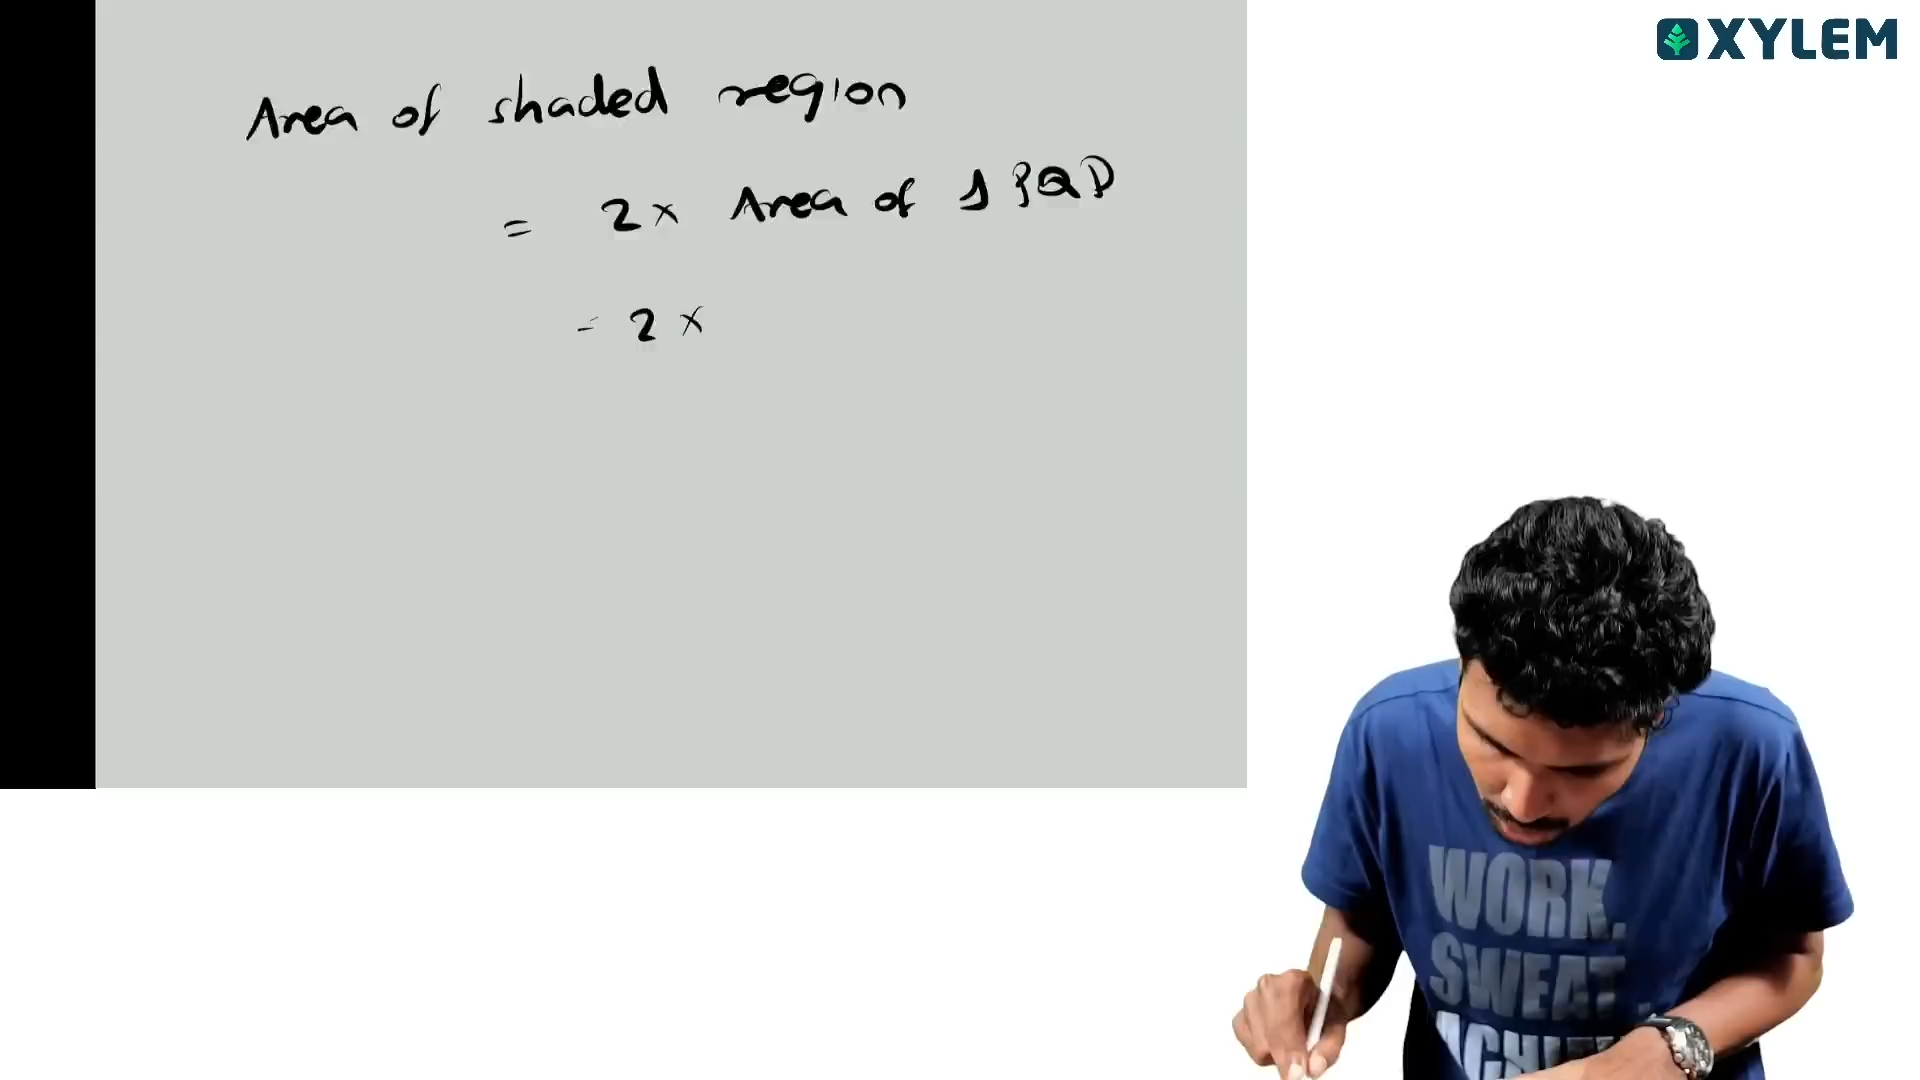 XYLEM
Area of shaded region
= 2 × Area of Δ PQD
= 2 ×
WORK.
SWEAT.